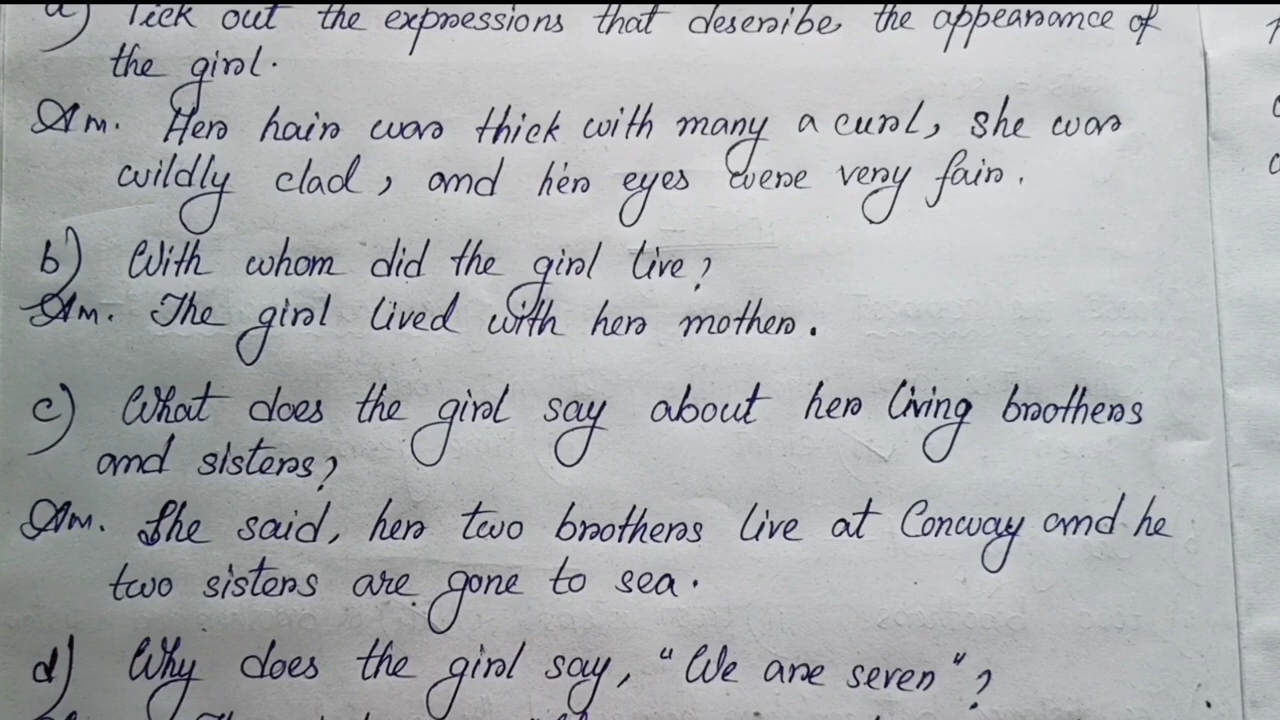 a) Tick out the expressions that describe the appearance of
the girl.
Ans. Her hair was thick with many a curl, she was
wildly clad, and her eyes were very fair.
b) With whom did the girl live?
Ans. The girl lived with her mother.
c) What does the girl say about her living brothers
and sisters?
Ans. She said, her two brothers live at Conway and he
two sisters are gone to sea.
d) Why does the girl say, "We are seven"?